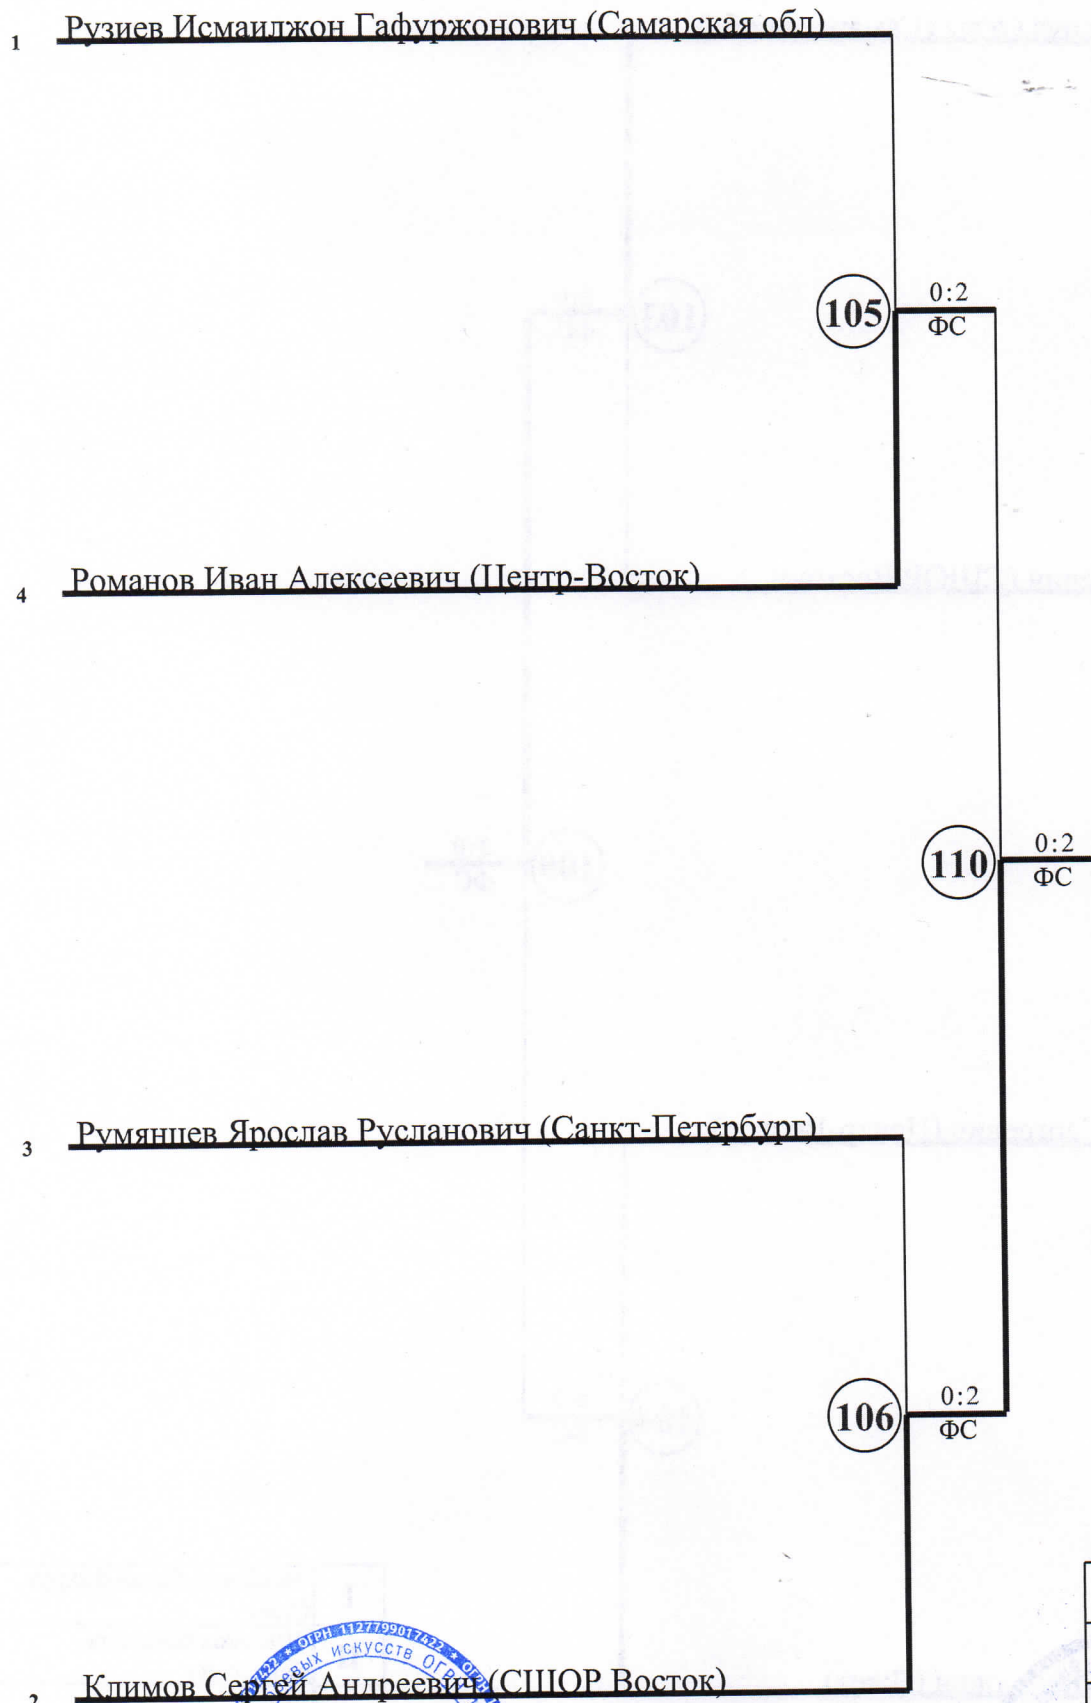 1 Рузиев Исмаилжон Гафуржонович (Самарская обл)
105 0:2
ФС
4 Романов Иван Алексеевич (Центр-Восток)
110 0:2
ФС
3 Румянцев Ярослав Русланович (Санкт-Петербург)
106 0:2
ФС
ОГРН 1127799017422
искусств ОГР
2 Климов Сергей Андреевич (СШОР Восток)